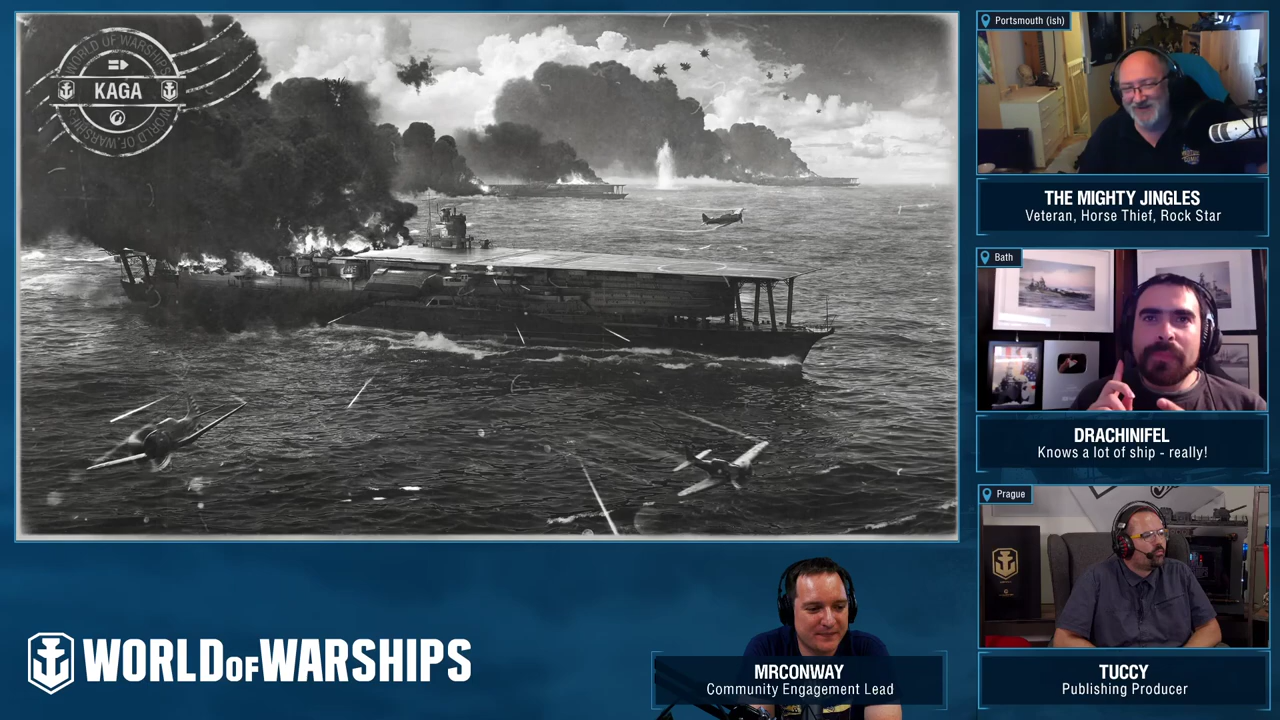 WORLD OF WARSHIPS
KAGA
WORLD OF WARSHIPS
Portsmouth (ish)
THE MIGHTY JINGLES
Veteran, Horse Thief, Rock Star
Bath
DRACHINIFEL
Knows a lot of ship - really!
Prague
TUCCY
Publishing Producer
MRCONWAY
Community Engagement Lead
WORLD OF WARSHIPS